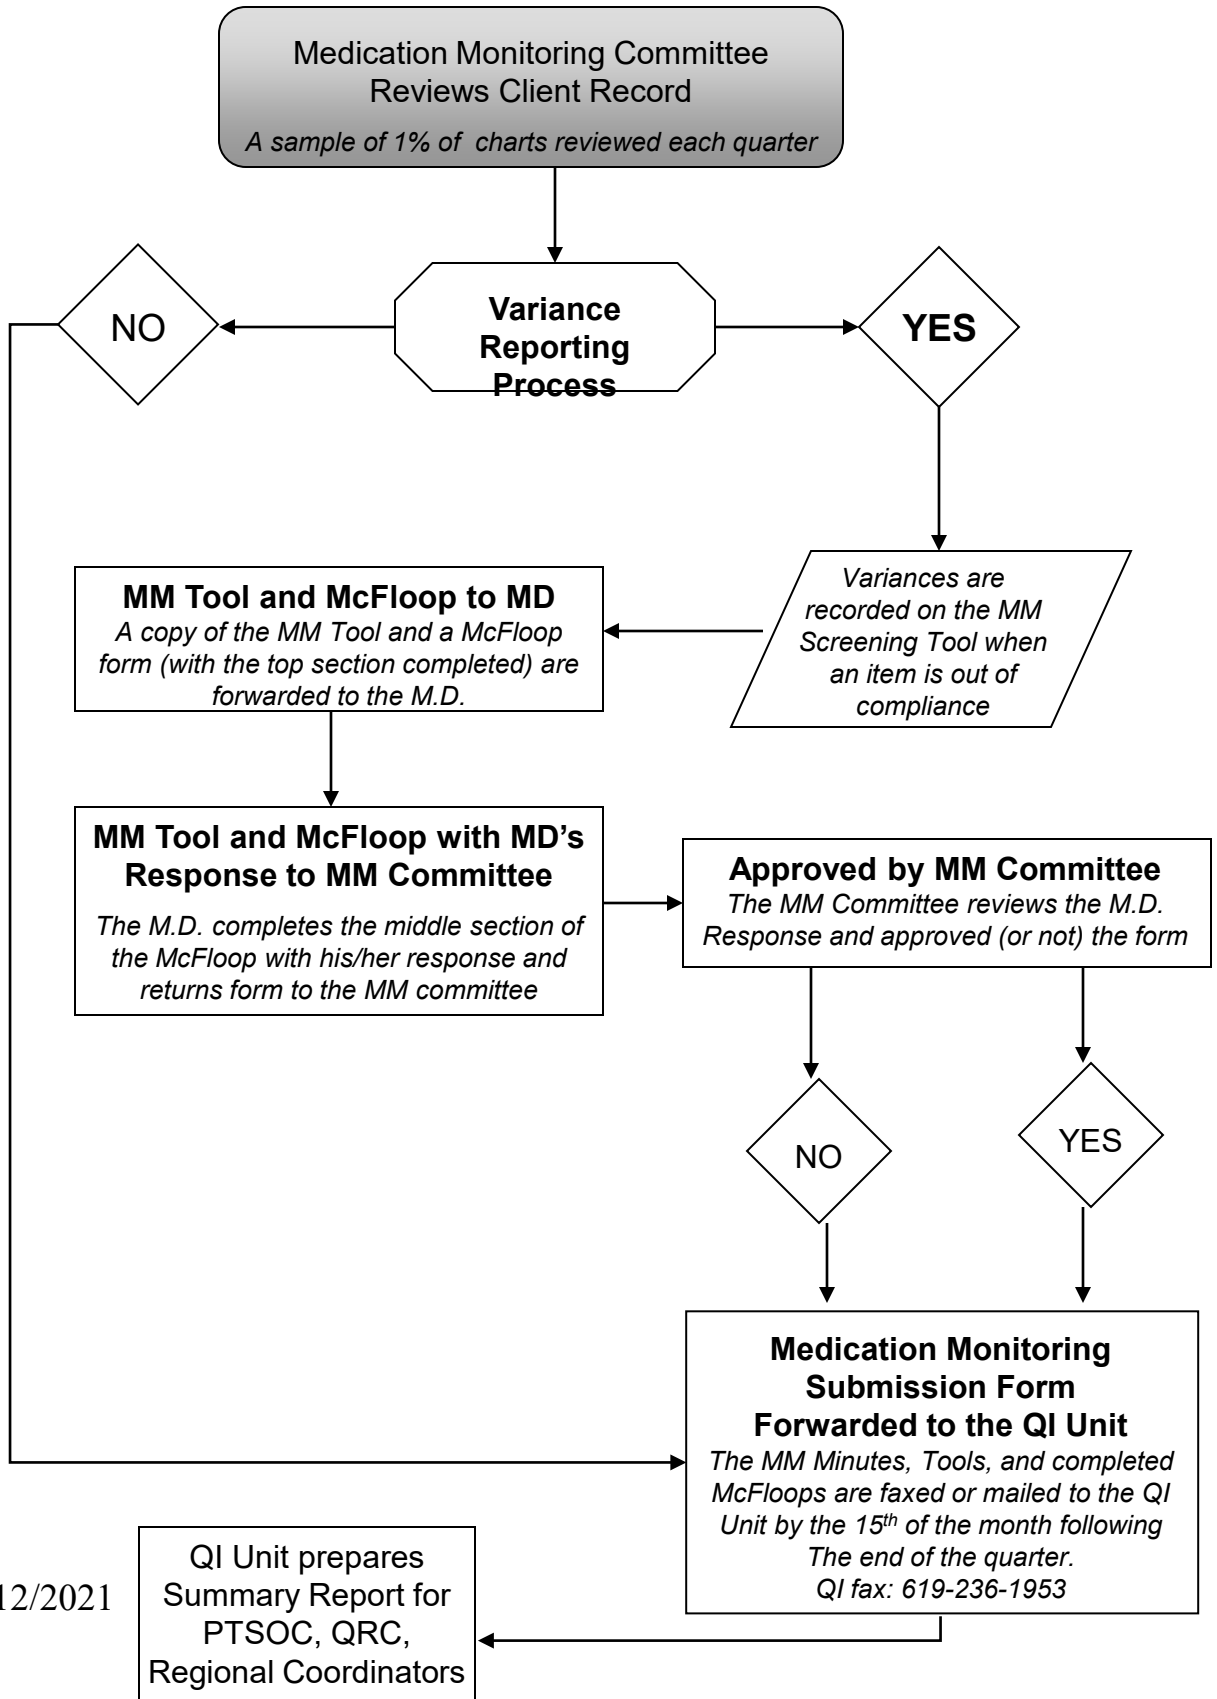 Medication Monitoring Committee
Reviews Client Record
A sample of 1% of charts reviewed each quarter
NO
Variance
Reporting
Process
YES
Variances are
recorded on the MM
Screening Tool when
an item is out of
compliance
MM Tool and McFloop to MD
A copy of the MM Tool and a McFloop
form (with the top section completed) are
forwarded to the M.D.
MM Tool and McFloop with MD’s
Response to MM Committee
The M.D. completes the middle section of
the McFloop with his/her response and
returns form to the MM committee
Approved by MM Committee
The MM Committee reviews the M.D.
Response and approved (or not) the form
NO
YES
Medication Monitoring
Submission Form
Forwarded to the QI Unit
The MM Minutes, Tools, and completed
McFloops are faxed or mailed to the QI
Unit by the 15th of the month following
The end of the quarter.
QI fax: 619-236-1953
QI Unit prepares
Summary Report for
PTSOC, QRC,
Regional Coordinators
12/2021